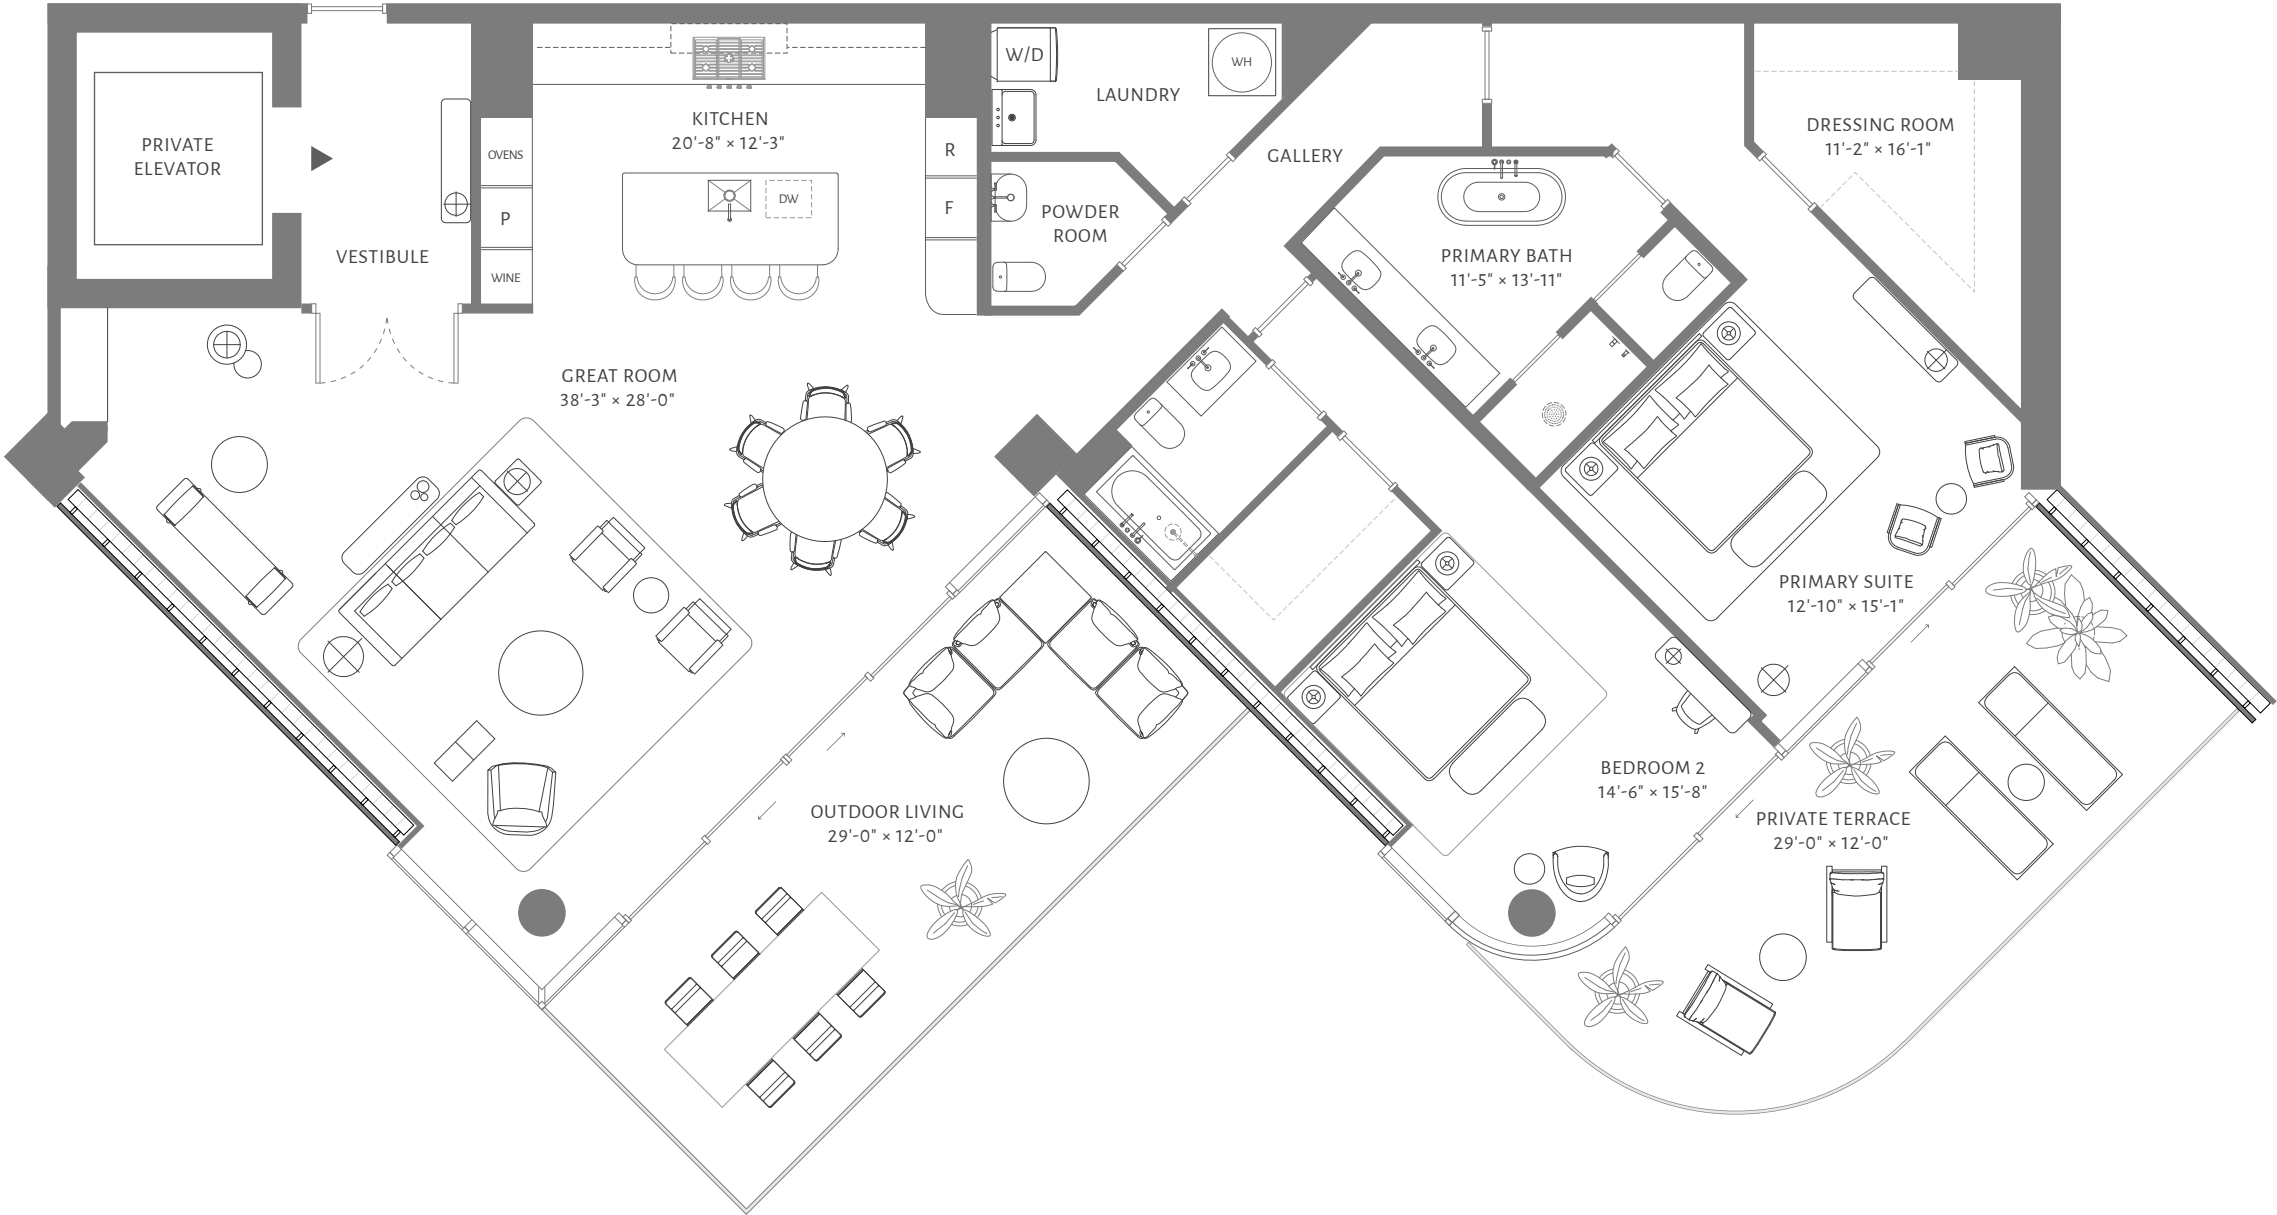 PRIVATE
ELEVATOR
VESTIBULE
OVENS
P
WINE
KITCHEN
20'-8" × 12'-3"
DW
R
F
W/D
WH
LAUNDRY
POWDER
ROOM
GALLERY
PRIMARY BATH
11'-5" × 13'-11"
DRESSING ROOM
11'-2" × 16'-1"
GREAT ROOM
38'-3" × 28'-0"
PRIMARY SUITE
12'-10" × 15'-1"
BEDROOM 2
14'-6" × 15'-8"
OUTDOOR LIVING
29'-0" × 12'-0"
PRIVATE TERRACE
29'-0" × 12'-0"